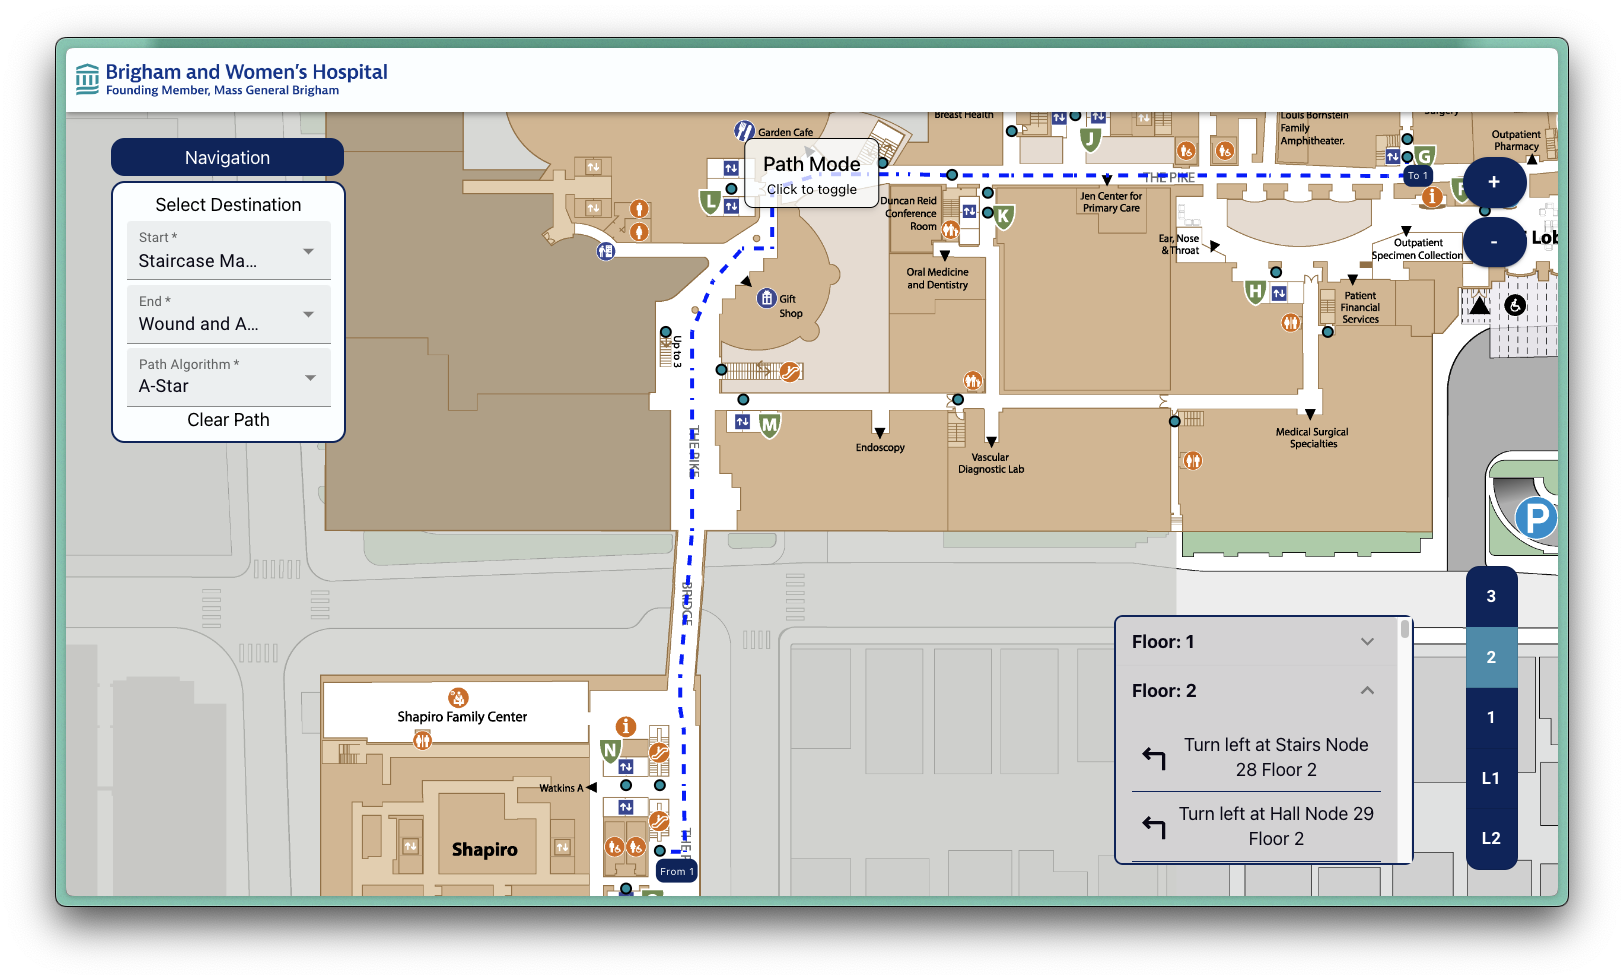 Brigham and Women's Hospital
Founding Member, Mass General Brigham
Navigation
Select Destination
Start *
Staircase Ma...
End *
Wound and A...
Path Algorithm *
A-Star
Clear Path
Path Mode
Click to toggle
Garden Cafe
Breast Health
Louis Bornstein
Family
Amphitheater.
Surgery
Outpatient
Pharmacy
J
G
L
K
THE PIKE
To 1
i
+
-
Duncan Reid
Conference
Room
Jen Center for
Primary Care
Ear, Nose
& Throat
Outpatient
Specimen Collection
Lob
Oral Medicine
and Dentistry
Gift
Shop
H
Patient
Financial
Services
Up to 3
M
Endoscopy
Vascular
Diagnostic Lab
Medical Surgical
Specialties
THE PIKE
P
BRIDGE
Shapiro Family Center
i
N
Watkins A
Shapiro
THE P
From 1
Floor: 1
Floor: 2
Turn left at Stairs Node
28 Floor 2
Turn left at Hall Node 29
Floor 2
3
2
1
L1
L2